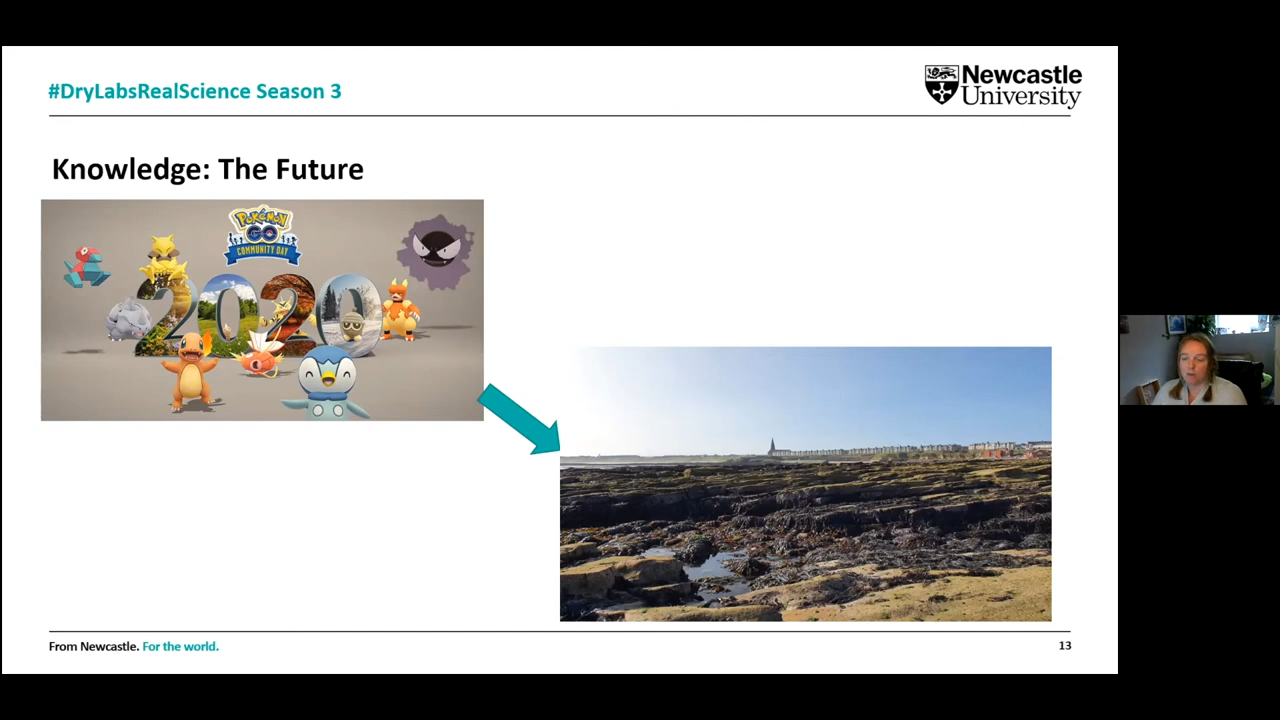 #DryLabsRealScience Season 3
Newcastle
University
Knowledge: The Future
POKÉMON
GO
COMMUNITY DAY
2020
From Newcastle. For the world.
13